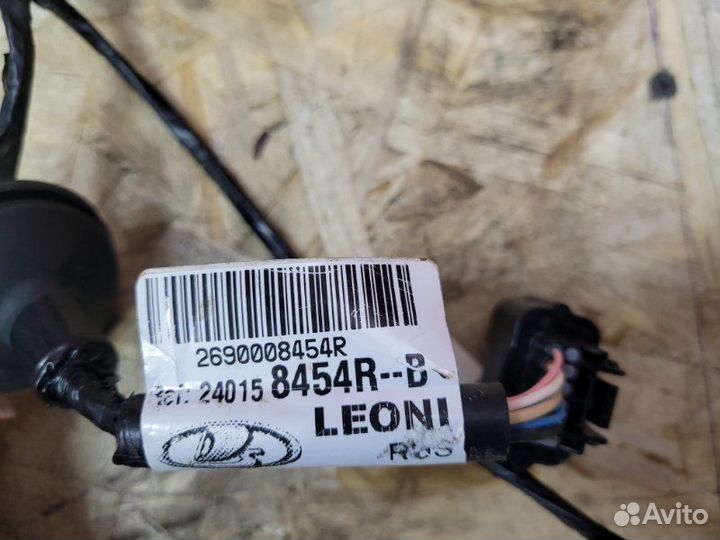 2690008454R
24015 8454R--B
LEONI
RUS
Avito